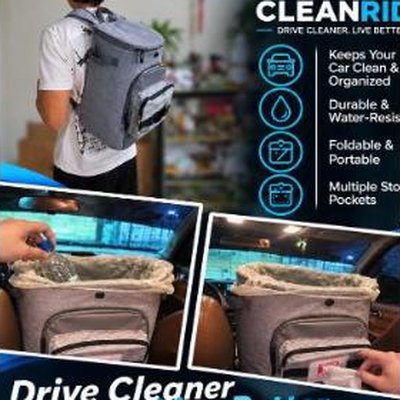 CLEANRID
DRIVE CLEANER. LIVE BETTE
Keeps Your
Car Clean &
Organized
Durable &
Water-Resis
Foldable &
Portable
Multiple Sto
Pockets
Drive Cleaner